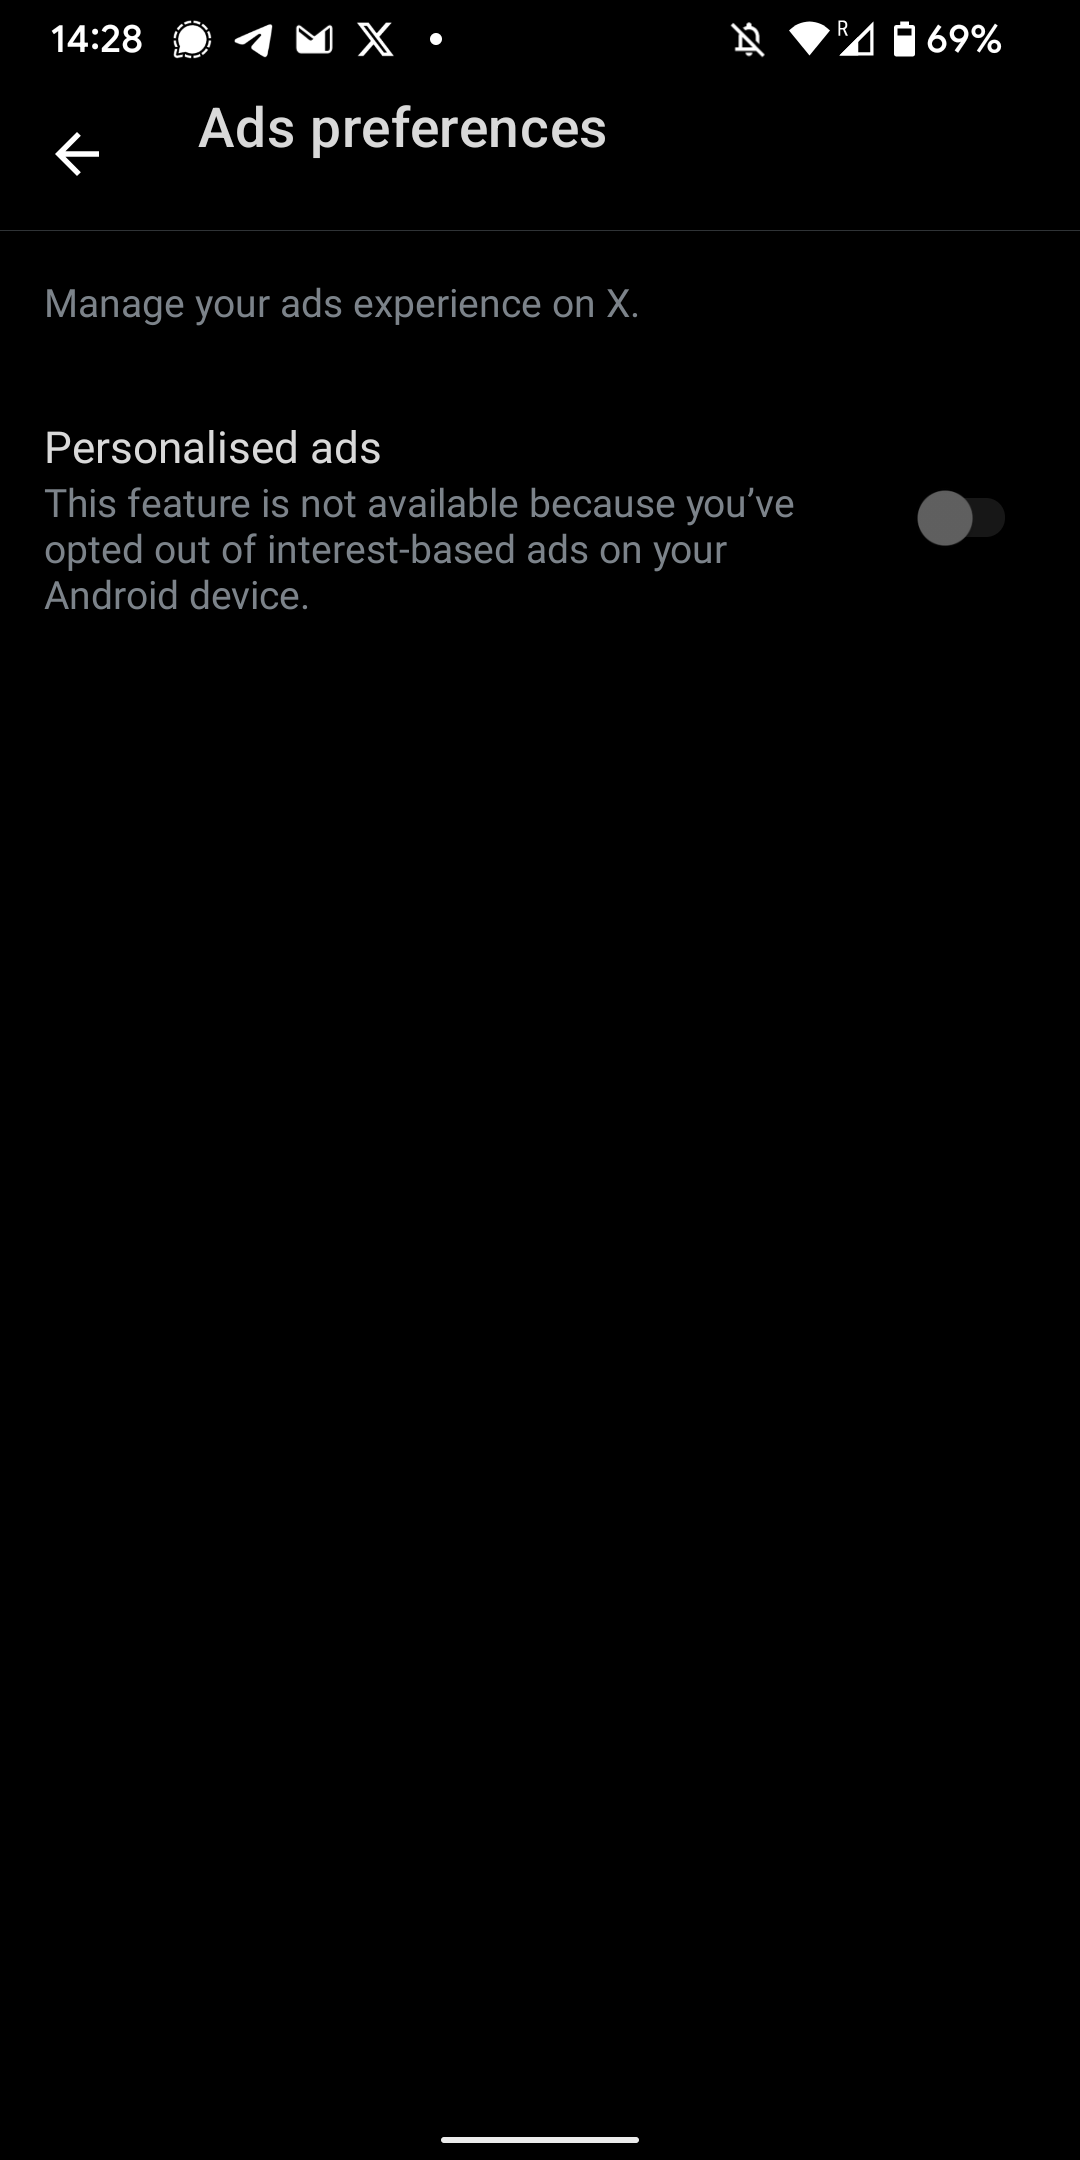 14:28
R
69%
Ads preferences
Manage your ads experience on X.
Personalised ads
This feature is not available because you’ve
opted out of interest-based ads on your
Android device.